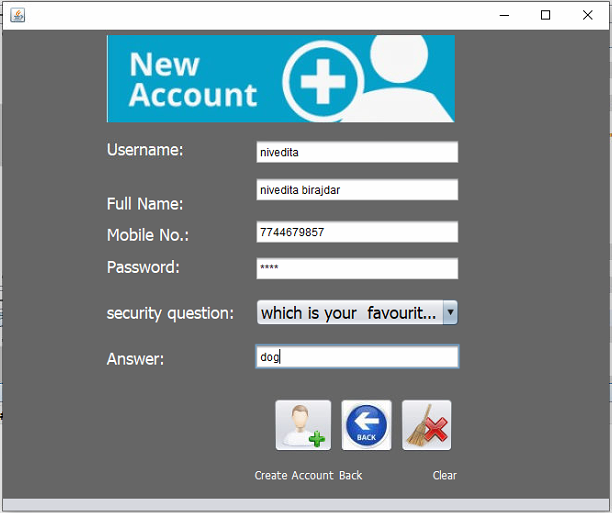 New
Account
Username:
nivedita
nivedita birajdar
Full Name:
Mobile No.:
7744679857
Password:
****
security question:
which is your  favourit...
Answer:
dog
BACK
Create Account Back
Clear